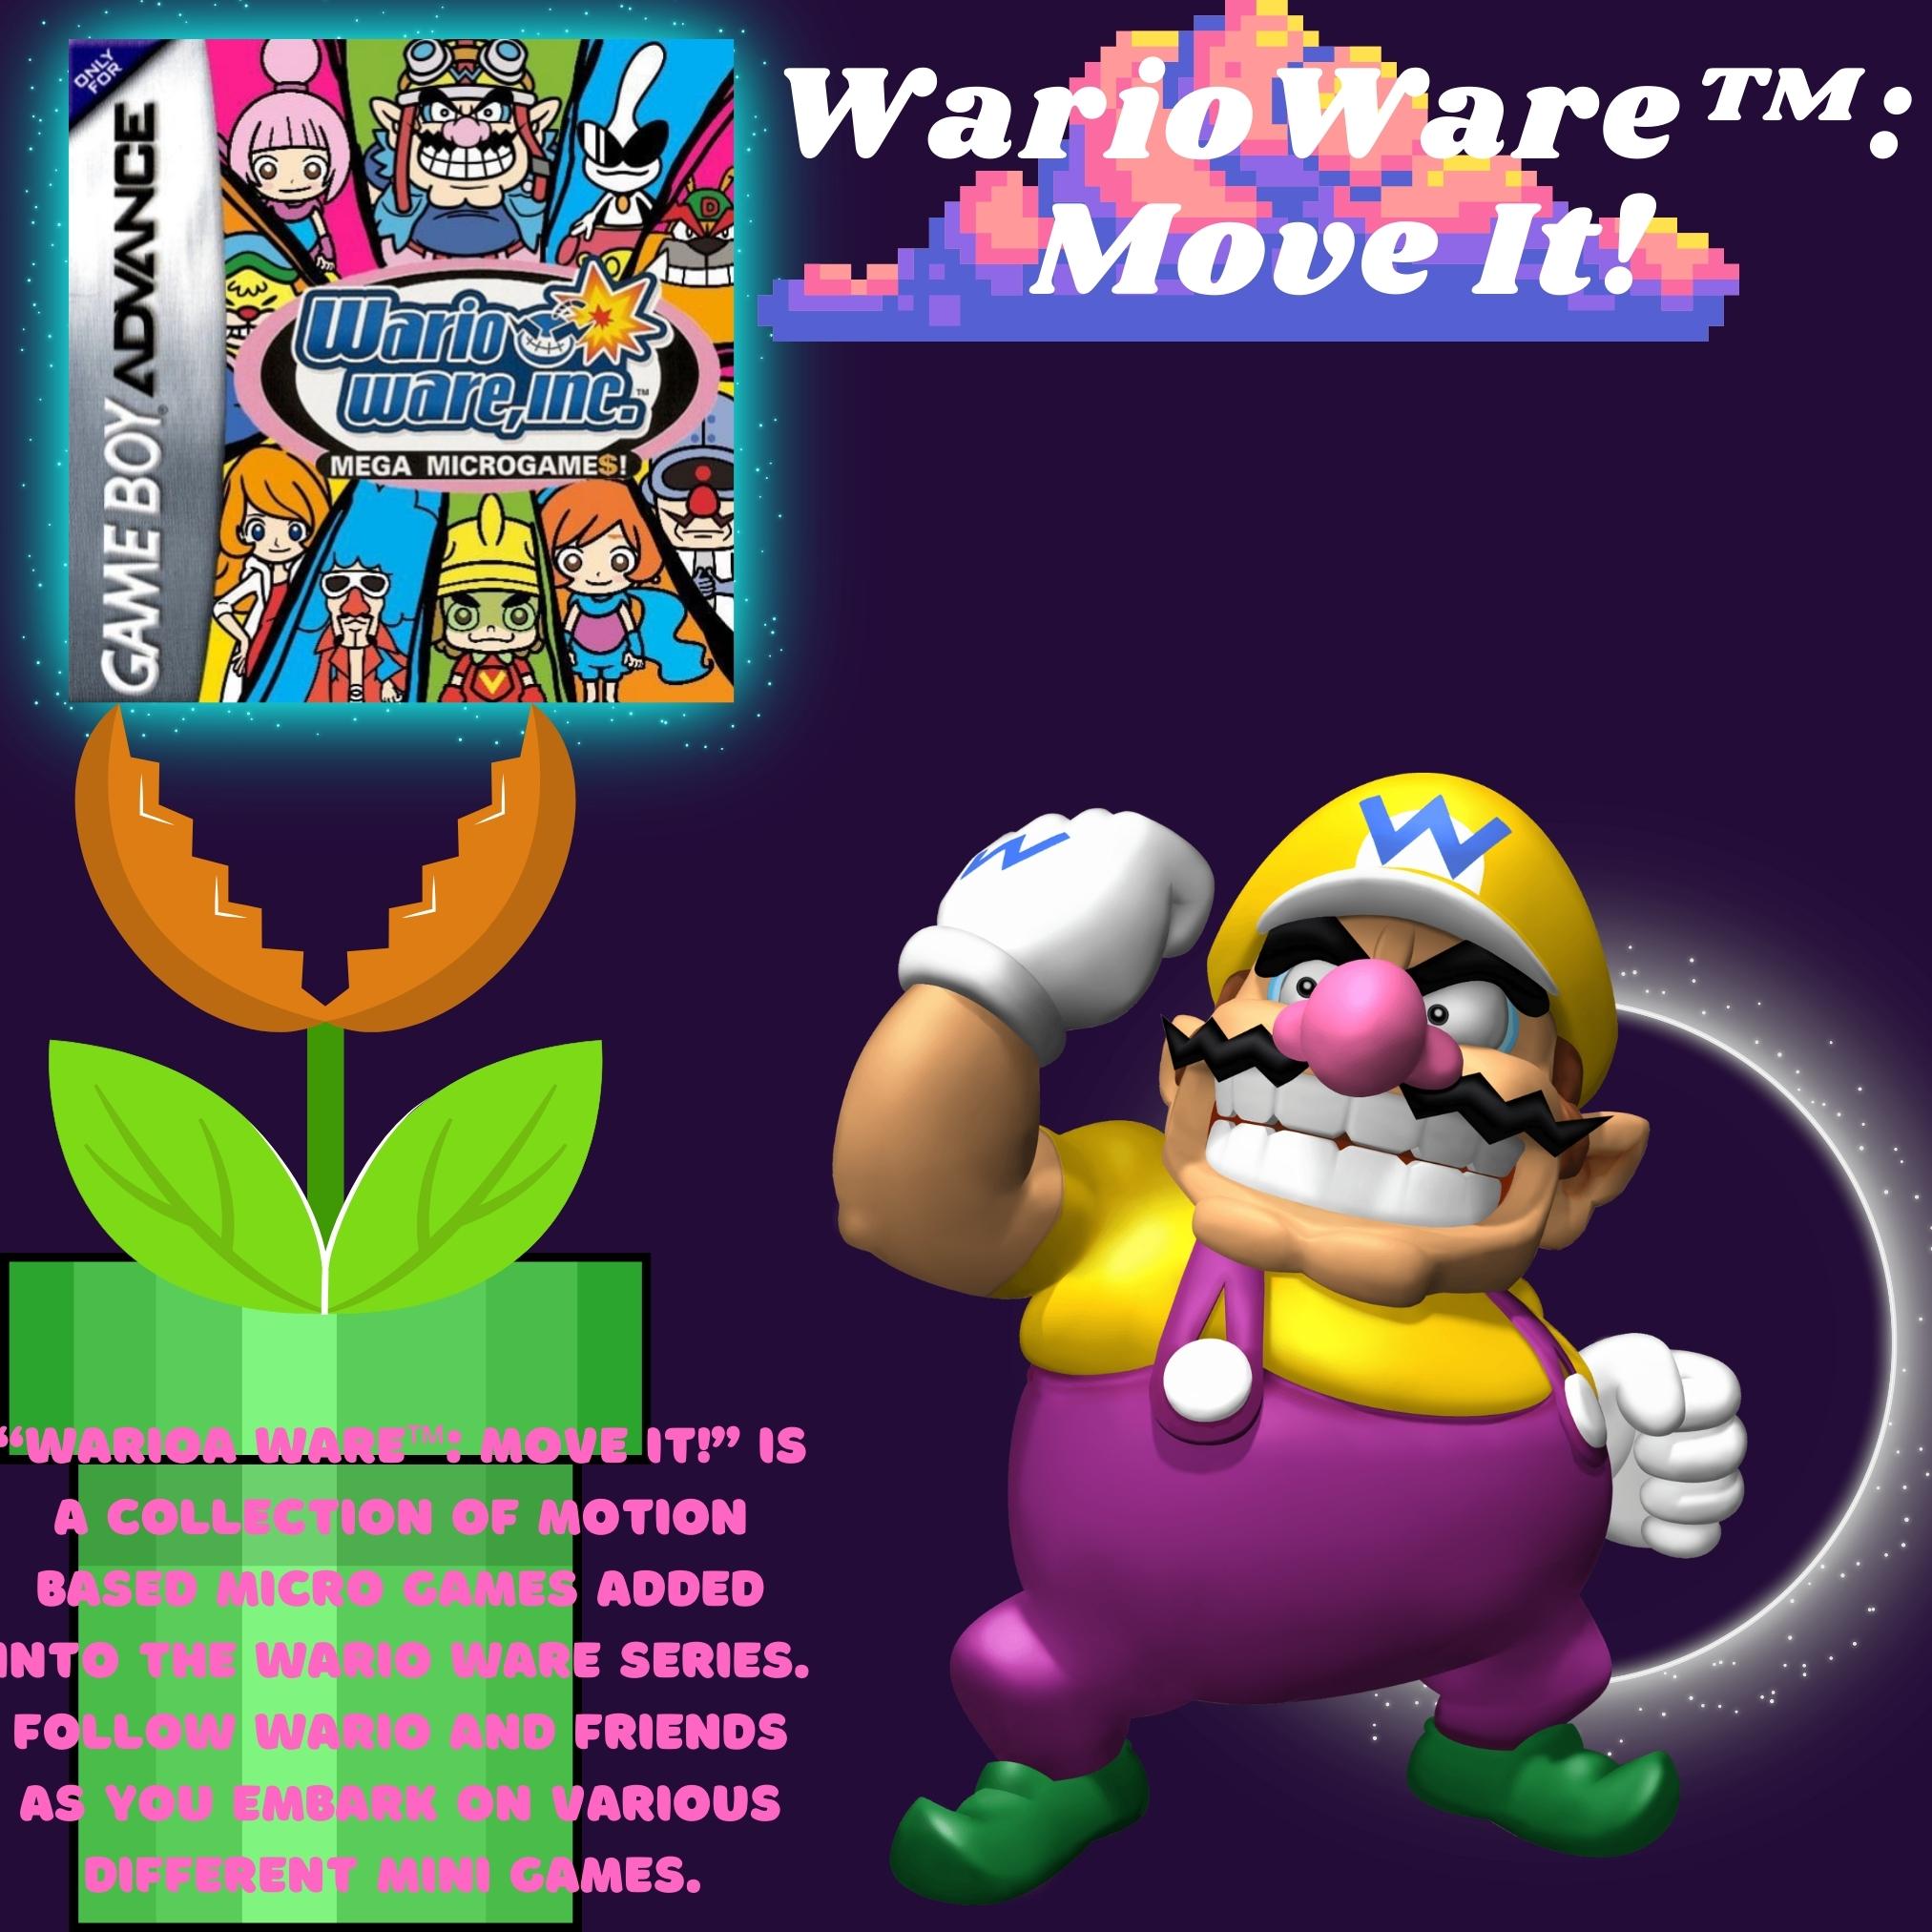 ONLY
FOR
GAME BOY ADVANCE
Wario
Ware, Inc.™
MEGA MICROGAME$!
D
WarioWare™:
Move It!
W
W
“WARIOA WARE™: MOVE IT!” IS
A COLLECTION OF MOTION
BASED MICRO GAMES ADDED
INTO THE WARIO WARE SERIES.
FOLLOW WARIO AND FRIENDS
AS YOU EMBARK ON VARIOUS
DIFFERENT MINI GAMES.